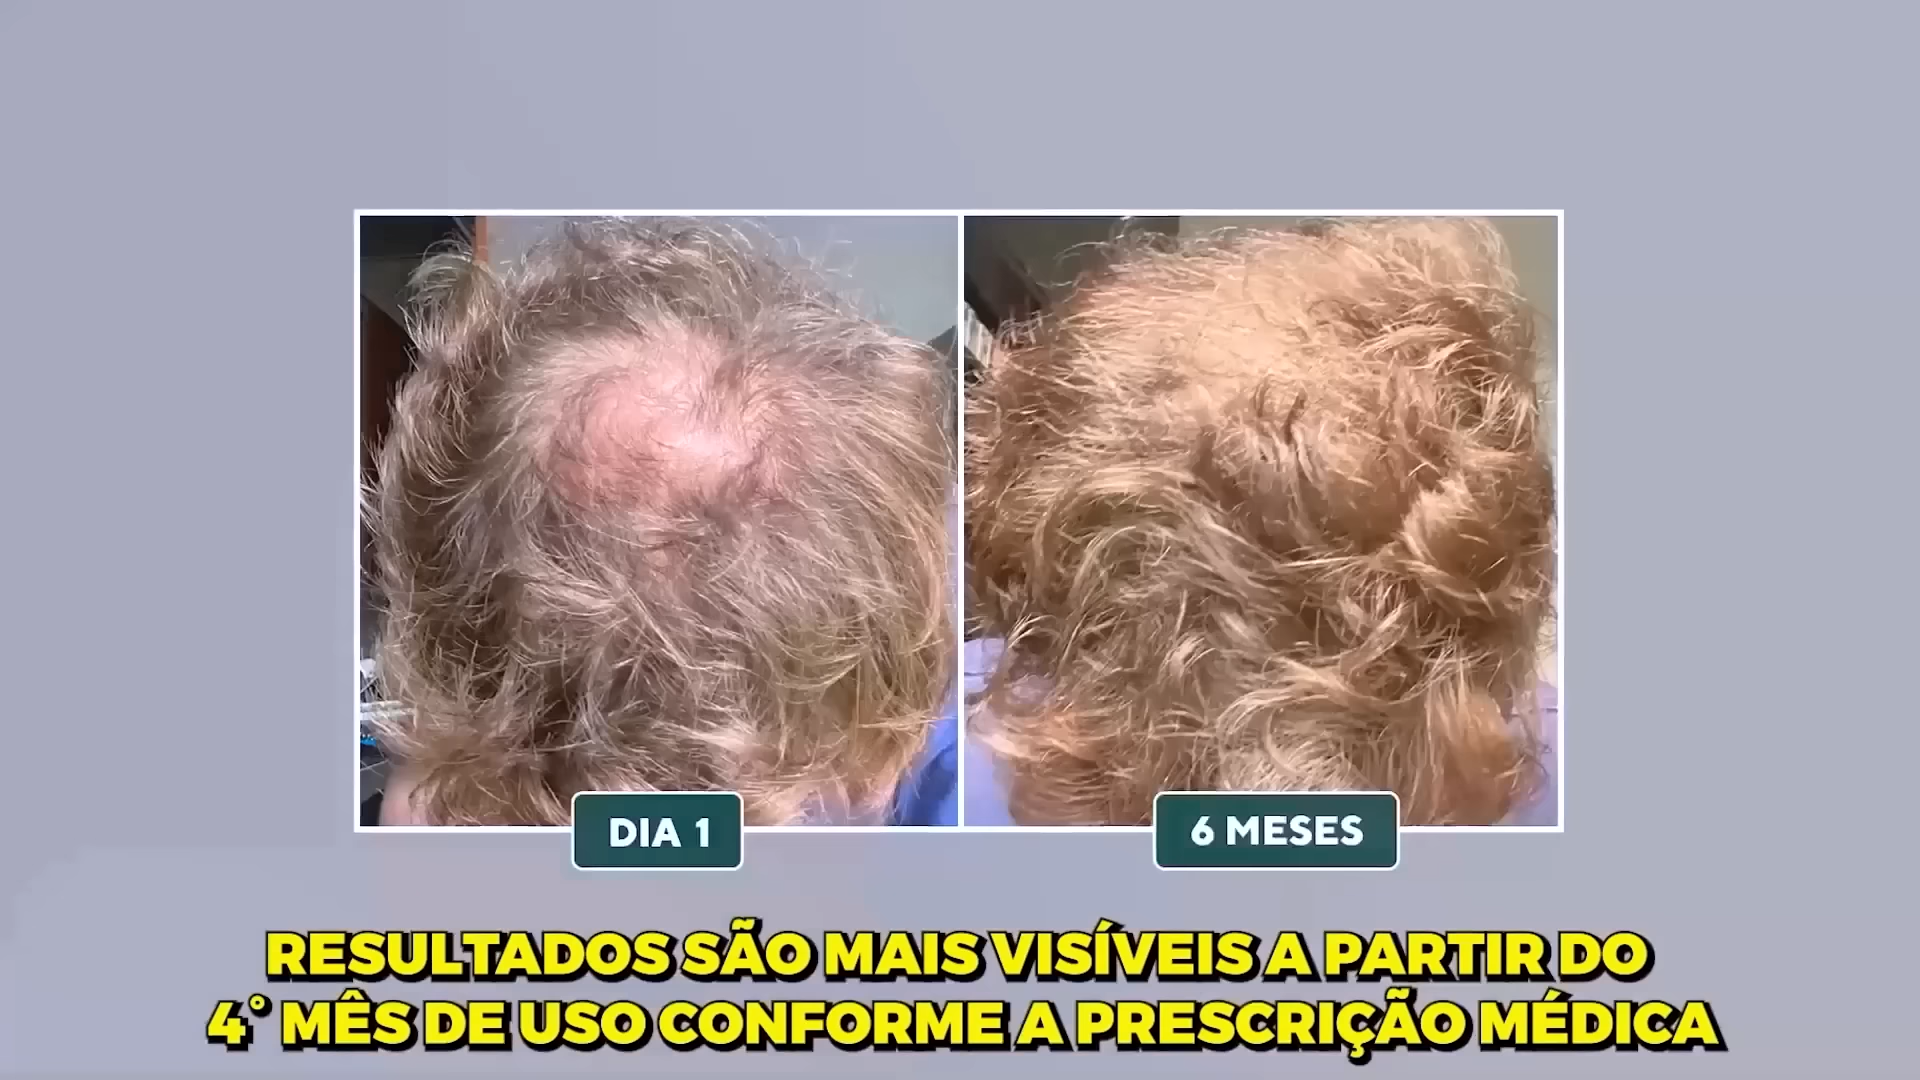 DIA 1
6 MESES
RESULTADOS SÃO MAIS VISÍVEIS A PARTIR DO
4° MÊS DE USO CONFORME A PRESCRIÇÃO MÉDICA